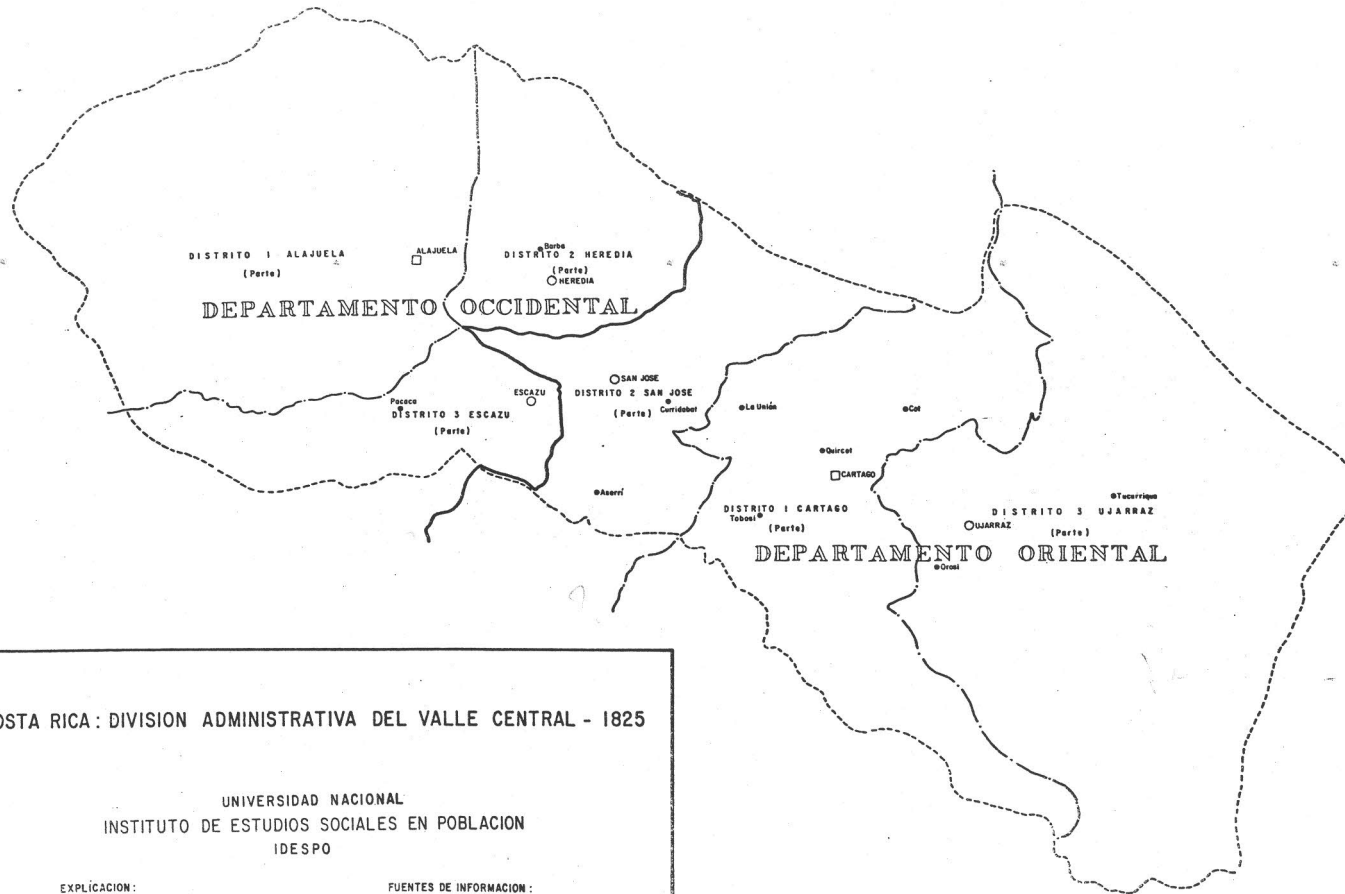 DISTRITO 1 ALAJUELA
(Parte)
ALAJUELA
Barba
DISTRITO 2 HEREDIA
(Parte)
HEREDIA
DEPARTAMENTO OCCIDENTAL
SAN JOSE
DISTRITO 2 SAN JOSE
(Parte)
Curridabat
ESCAZU
Pacaca
DISTRITO 3 ESCAZU
(Parte)
La Unión
Cot
Quircot
CARTAGO
Aserrí
DISTRITO 1 CARTAGO
Tobosi
(Parte)
Tucurrique
DISTRITO 3 UJARRAZ
UJARRAZ
(Parte)
DEPARTAMENTO ORIENTAL
Orosi
OSTA RICA: DIVISION ADMINISTRATIVA DEL VALLE CENTRAL - 1825
UNIVERSIDAD NACIONAL
INSTITUTO DE ESTUDIOS SOCIALES EN POBLACION
IDESPO
EXPLICACION:
FUENTES DE INFORMACION: